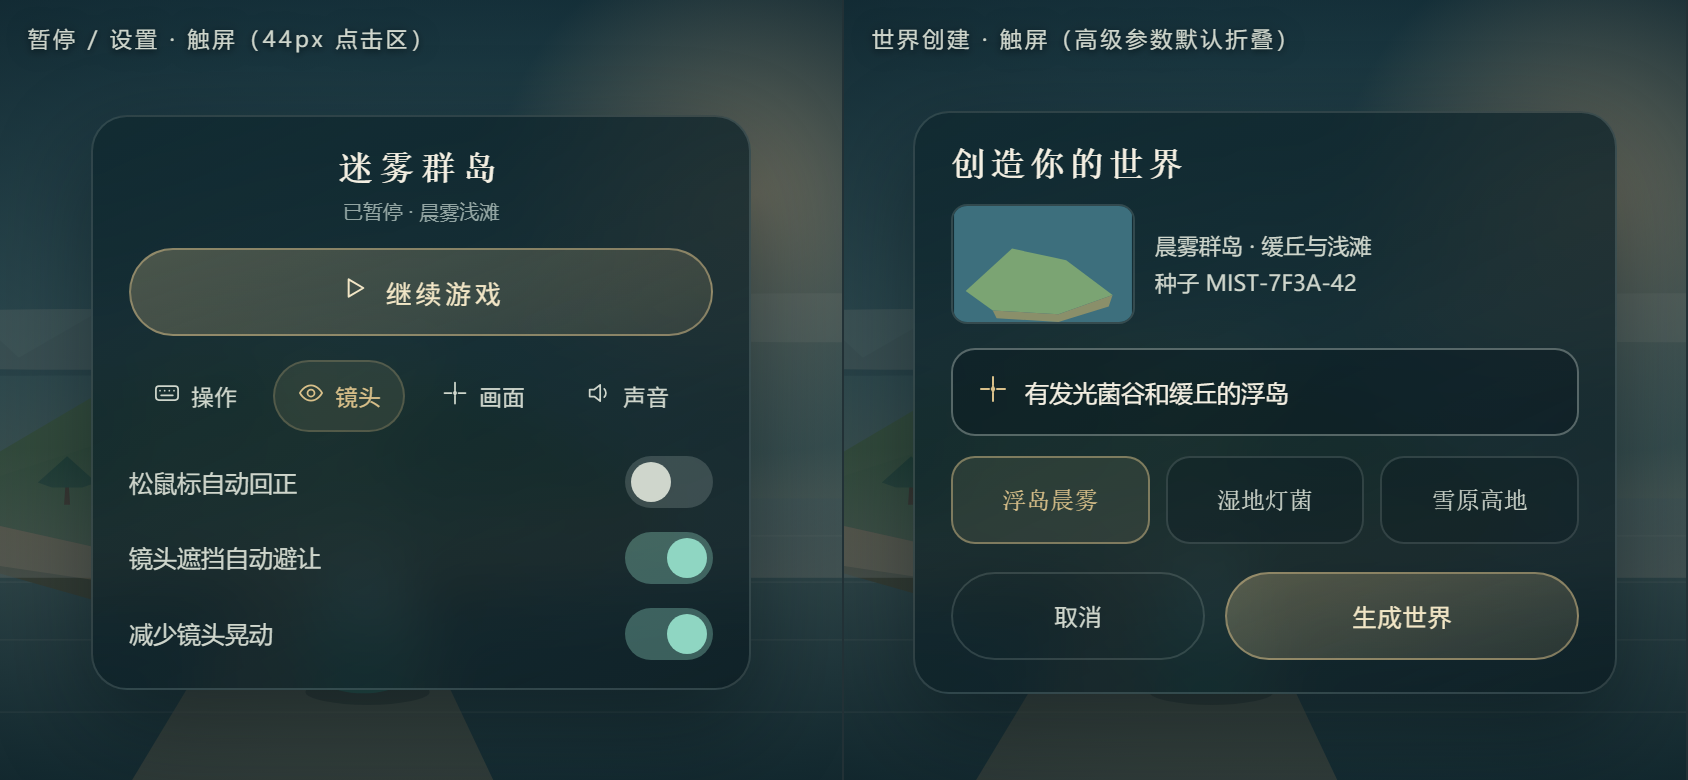 暂停 / 设置 · 触屏（44px 点击区）
迷雾群岛
已暂停 · 晨雾浅滩
继续游戏
操作
镜头
画面
声音
松鼠标自动回正
镜头遮挡自动避让
减少镜头晃动
世界创建 · 触屏（高级参数默认折叠）
创造你的世界
晨雾群岛 · 缓丘与浅滩
种子 MIST-7F3A-42
有发光菌谷和缓丘的浮岛
浮岛晨雾
湿地灯菌
雪原高地
取消
生成世界